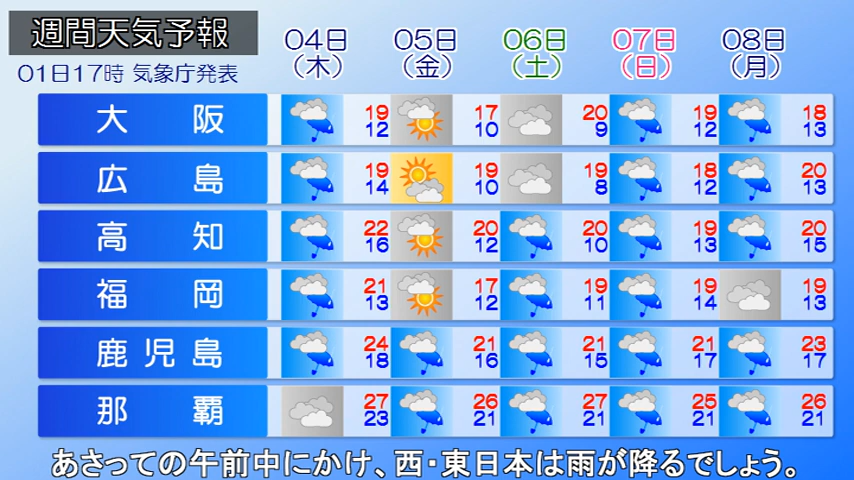 週間天気予報
01日17時 気象庁発表
04日 05日 06日 07日 08日
(木) (金) (土) (日) (月)
大阪 19 12 17 10 20 9 19 12 18 13
広島 19 14 19 10 19 8 18 12 20 13
高知 22 16 20 12 20 10 19 13 20 15
福岡 21 13 17 12 19 11 19 14 19 13
鹿児島 24 18 21 16 21 15 21 17 23 17
那覇 27 23 26 21 27 21 25 21 26 21
あさっての午前中にかけ、西・東日本は雨が降るでしょう。